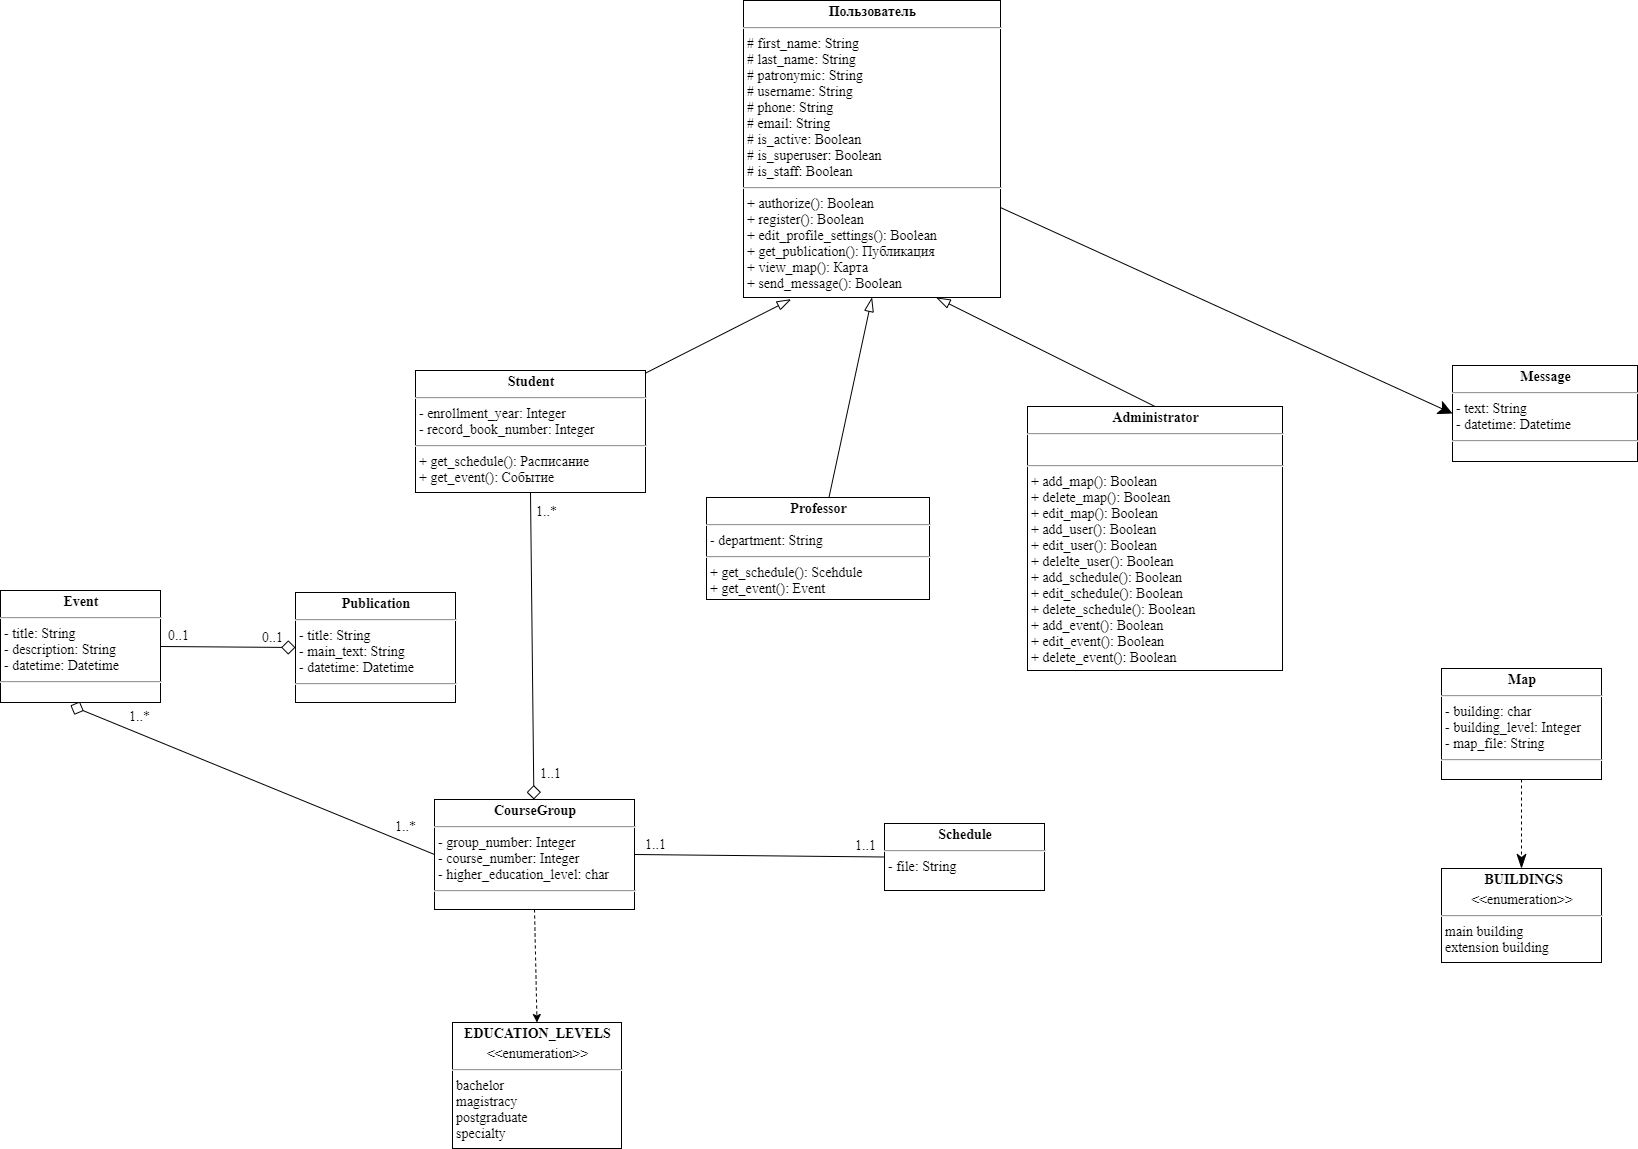 Пользователь
# first_name: String
# last_name: String
# patronymic: String
# username: String
# phone: String
# email: String
# is_active: Boolean
# is_superuser: Boolean
# is_staff: Boolean
+ authorize(): Boolean
+ register(): Boolean
+ edit_profile_settings(): Boolean
+ get_publication(): Публикация
+ view_map(): Карта
+ send_message(): Boolean
Student
- enrollment_year: Integer
- record_book_number: Integer
+ get_schedule(): Расписание
+ get_event(): Событие
1..*
Professor
- department: String
+ get_schedule(): Scehdule
+ get_event(): Event
Administrator
+ add_map(): Boolean
+ delete_map(): Boolean
+ edit_map(): Boolean
+ add_user(): Boolean
+ edit_user(): Boolean
+ delelte_user(): Boolean
+ add_schedule(): Boolean
+ edit_schedule(): Boolean
+ delete_schedule(): Boolean
+ add_event(): Boolean
+ edit_event(): Boolean
+ delete_event(): Boolean
Message
- text: String
- datetime: Datetime
Event
- title: String
- description: String
- datetime: Datetime
0..1
0..1
Publication
- title: String
- main_text: String
- datetime: Datetime
1..*
1..*
1..1
CourseGroup
- group_number: Integer
- course_number: Integer
- higher_education_level: char
1..1
1..1
Schedule
- file: String
Map
- building: char
- building_level: Integer
- map_file: String
BUILDINGS
<<enumeration>>
main building
extension building
EDUCATION_LEVELS
<<enumeration>>
bachelor
magistracy
postgraduate
specialty